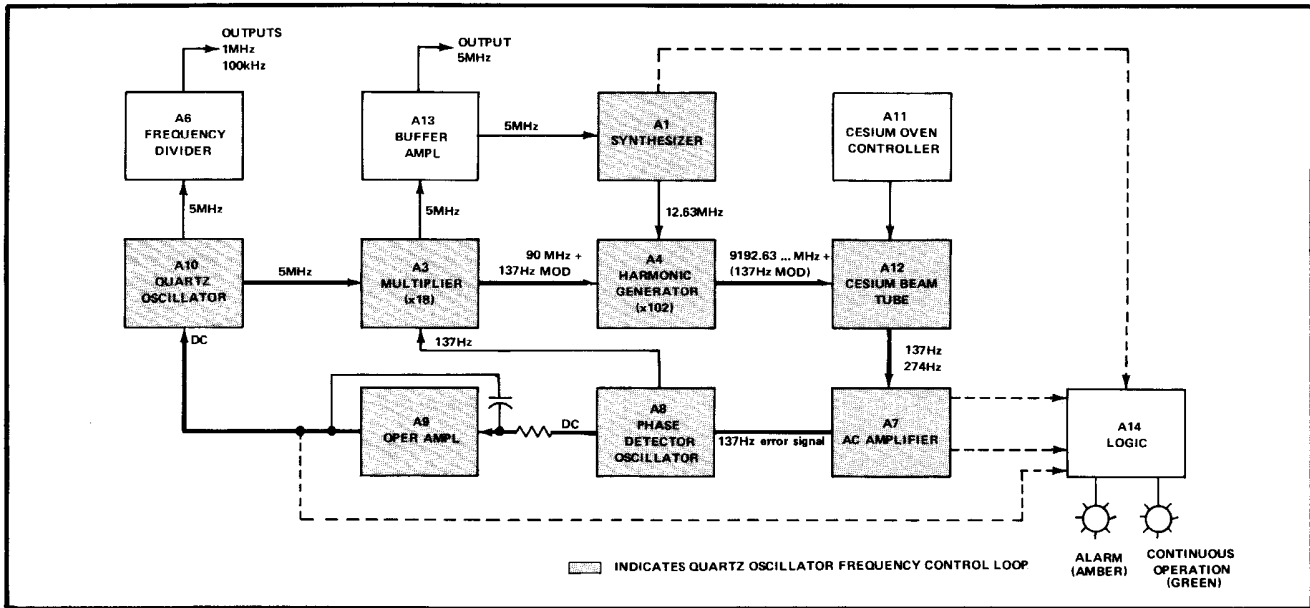 OUTPUTS
1MHz
100kHz
OUTPUT
5MHz
A6
FREQUENCY
DIVIDER
A13
BUFFER
AMPL
5MHz
A1
SYNTHESIZER
A11
CESIUM OVEN
CONTROLLER
5MHz
5MHz
12.63MHz
A10
QUARTZ
OSCILLATOR
5MHz
A3
MULTIPLIER
(x18)
90 MHz +
137Hz MOD
A4
HARMONIC
GENERATOR
(x102)
9192.63 ... MHz +
(137Hz MOD)
A12
CESIUM BEAM
TUBE
DC
137Hz
137Hz
274Hz
A9
OPER AMPL
DC
A8
PHASE
DETECTOR
OSCILLATOR
137Hz error signal
A7
AC AMPLIFIER
A14
LOGIC
ALARM
(AMBER)
CONTINUOUS
OPERATION
(GREEN)
INDICATES QUARTZ OSCILLATOR FREQUENCY CONTROL LOOP